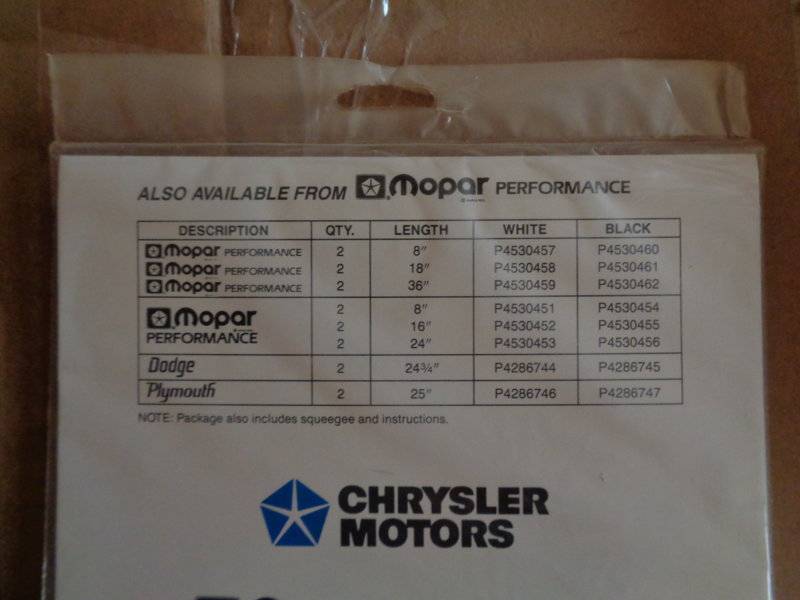 ALSO AVAILABLE FROM Mopar PERFORMANCE
DESCRIPTION QTY. LENGTH WHITE BLACK
Mopar PERFORMANCE 2 8" P4530457 P4530460
Mopar PERFORMANCE 2 18" P4530458 P4530461
Mopar PERFORMANCE 2 36" P4530459 P4530462
Mopar 2 8" P4530451 P4530454
PERFORMANCE 2 16" P4530452 P4530455
2 24" P4530453 P4530456
Dodge 2 24¾" P4286744 P4286745
Plymouth 2 25" P4286746 P4286747
NOTE: Package also includes squeegee and instructions.
CHRYSLER
MOTORS